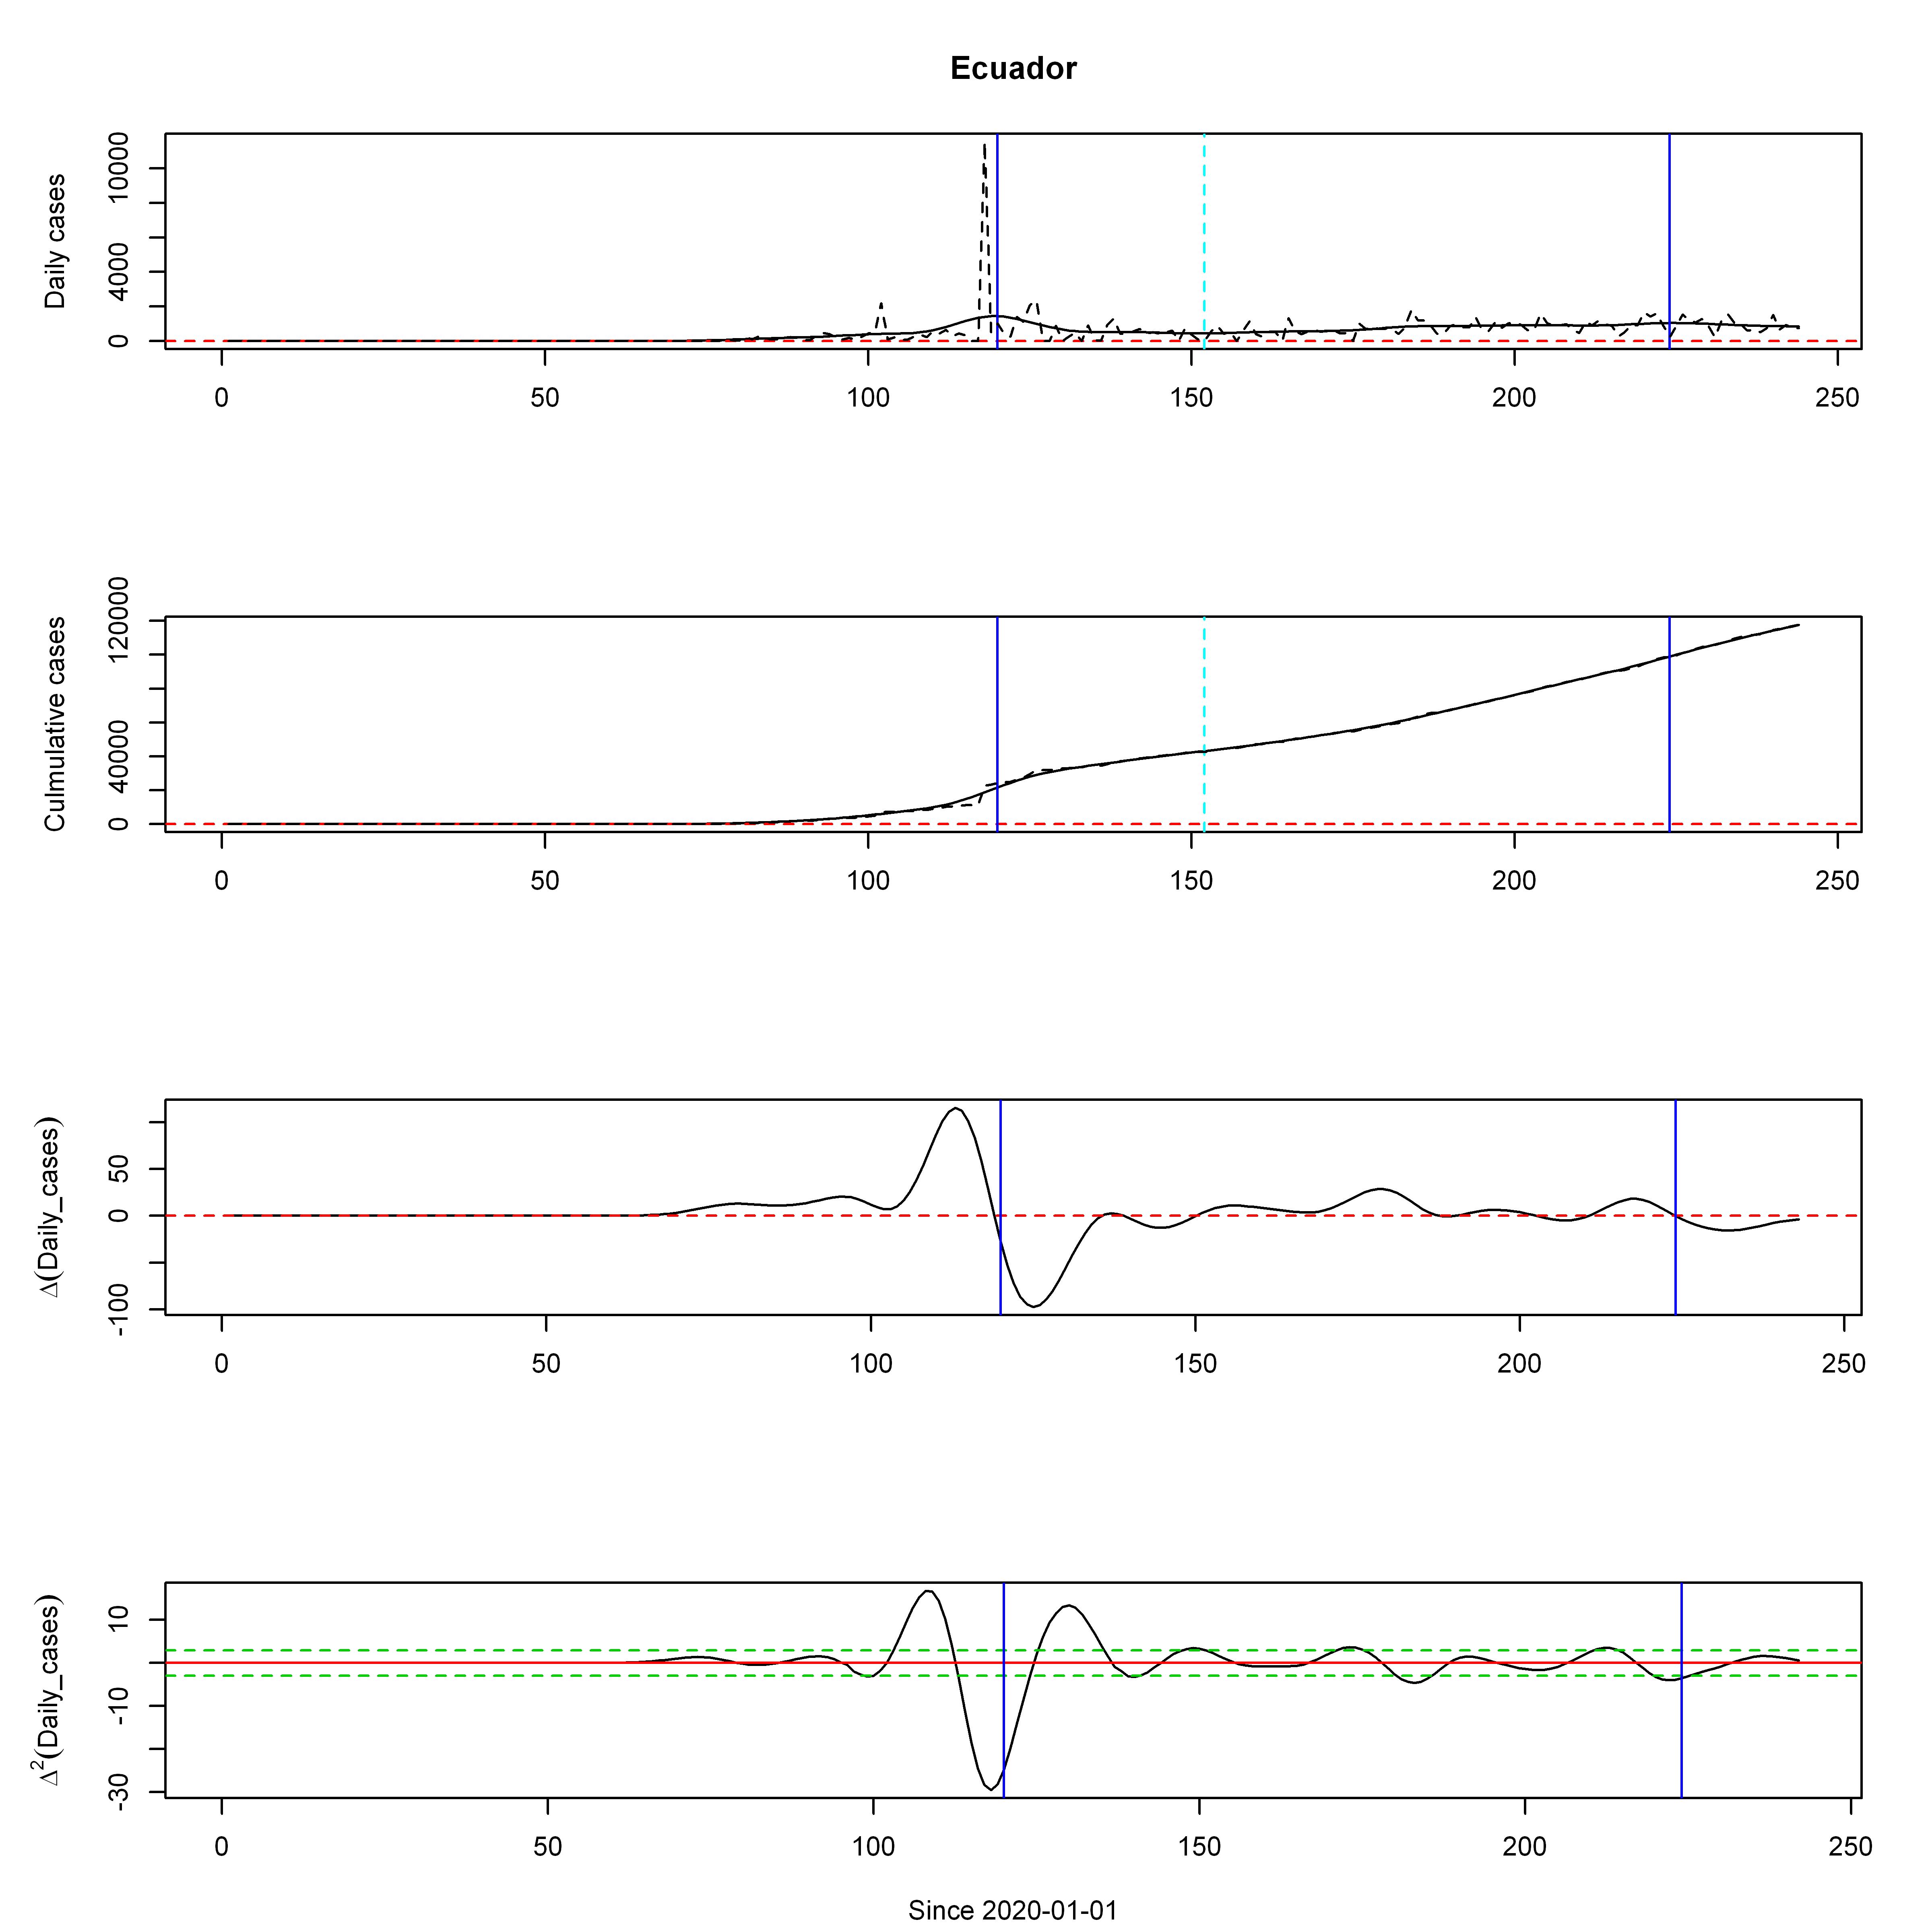 Ecuador
Daily cases
0 4000 10000
0 50 100 150 200 250
Culmulative cases
0 40000 120000
0 50 100 150 200 250
Δ(Daily_cases)
-100 0 50
0 50 100 150 200 250
Δ²(Daily_cases)
-30 -10 10
0 50 100 150 200 250
Since 2020-01-01